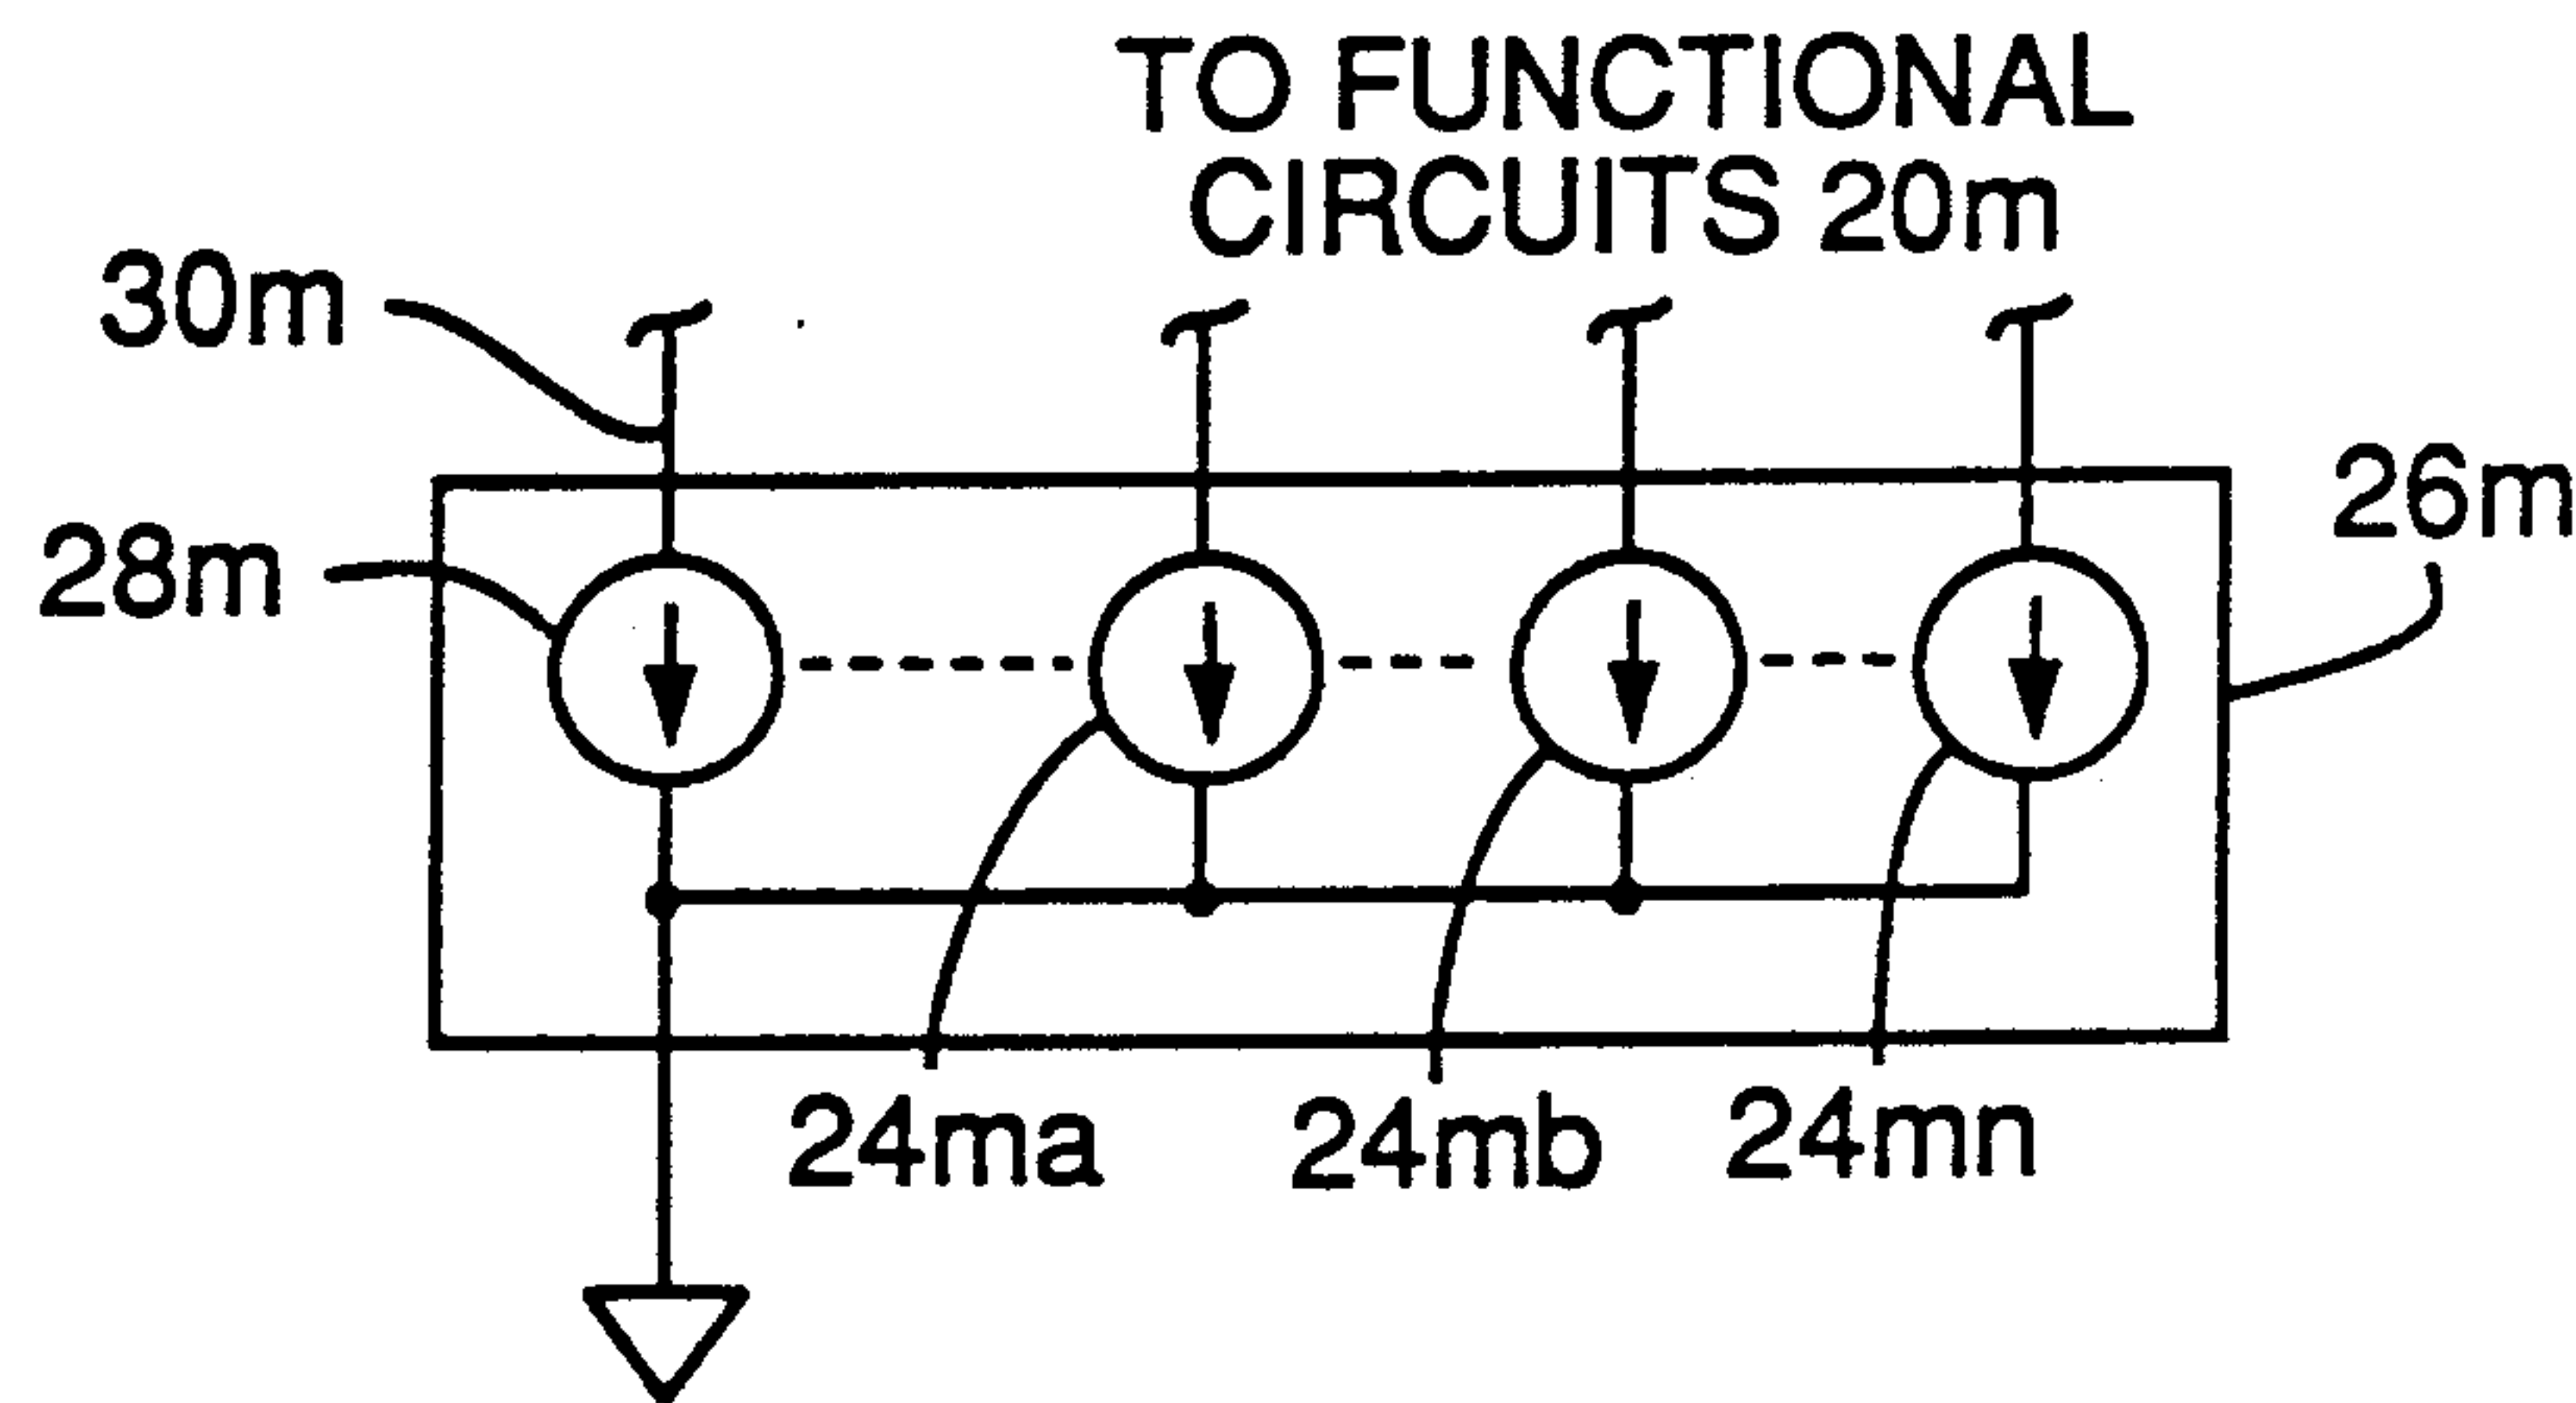 TO FUNCTIONAL
CIRCUITS 20m
30m
26m
28m
24ma
24mb
24mn